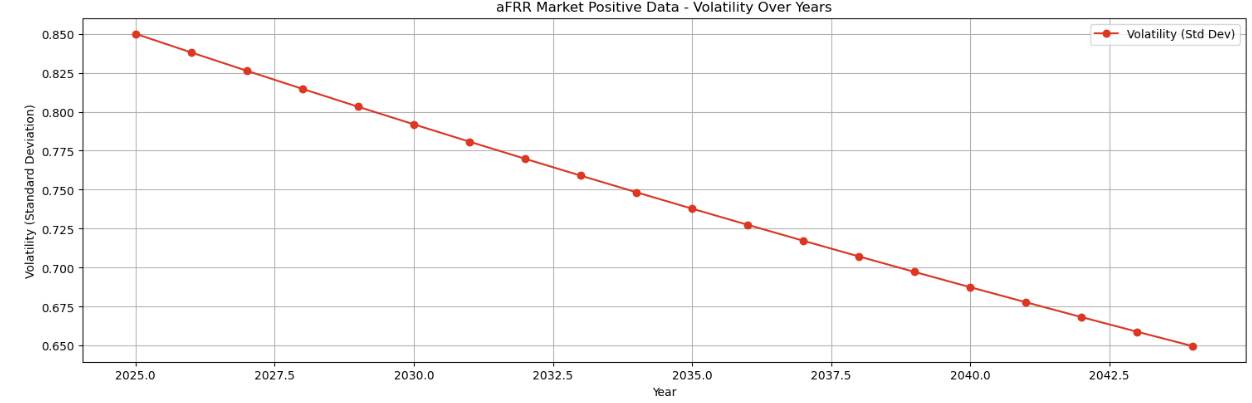 aFRR Market Positive Data - Volatility Over Years
Volatility (Std Dev)
Volatility (Standard Deviation)
0.850
0.825
0.800
0.775
0.750
0.725
0.700
0.675
0.650
2025.0 2027.5 2030.0 2032.5 2035.0 2037.5 2040.0 2042.5
Year